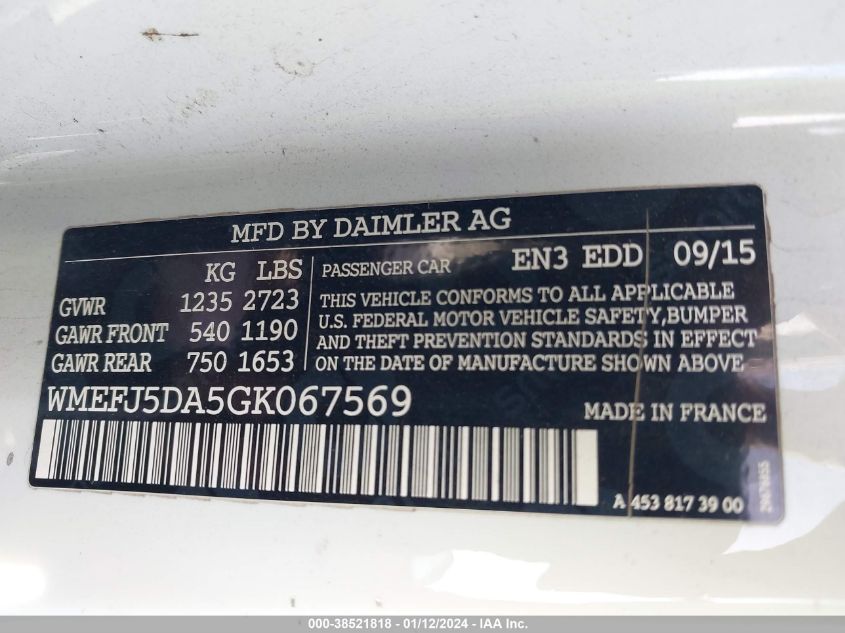 MFD BY DAIMLER AG
KG LBS
GVWR 1235 2723
GAWR FRONT 540 1190
GAWR REAR 750 1653
PASSENGER CAR EN3 EDD 09/15
THIS VEHICLE CONFORMS TO ALL APPLICABLE
U.S. FEDERAL MOTOR VEHICLE SAFETY,BUMPER
AND THEFT PREVENTION STANDARDS IN EFFECT
ON THE DATE OF MANUFACTURE SHOWN ABOVE
WMEFJ5DA5GK067569
MADE IN FRANCE
A 453 817 39 00
000-38521818 - 01/12/2024 - IAA Inc.